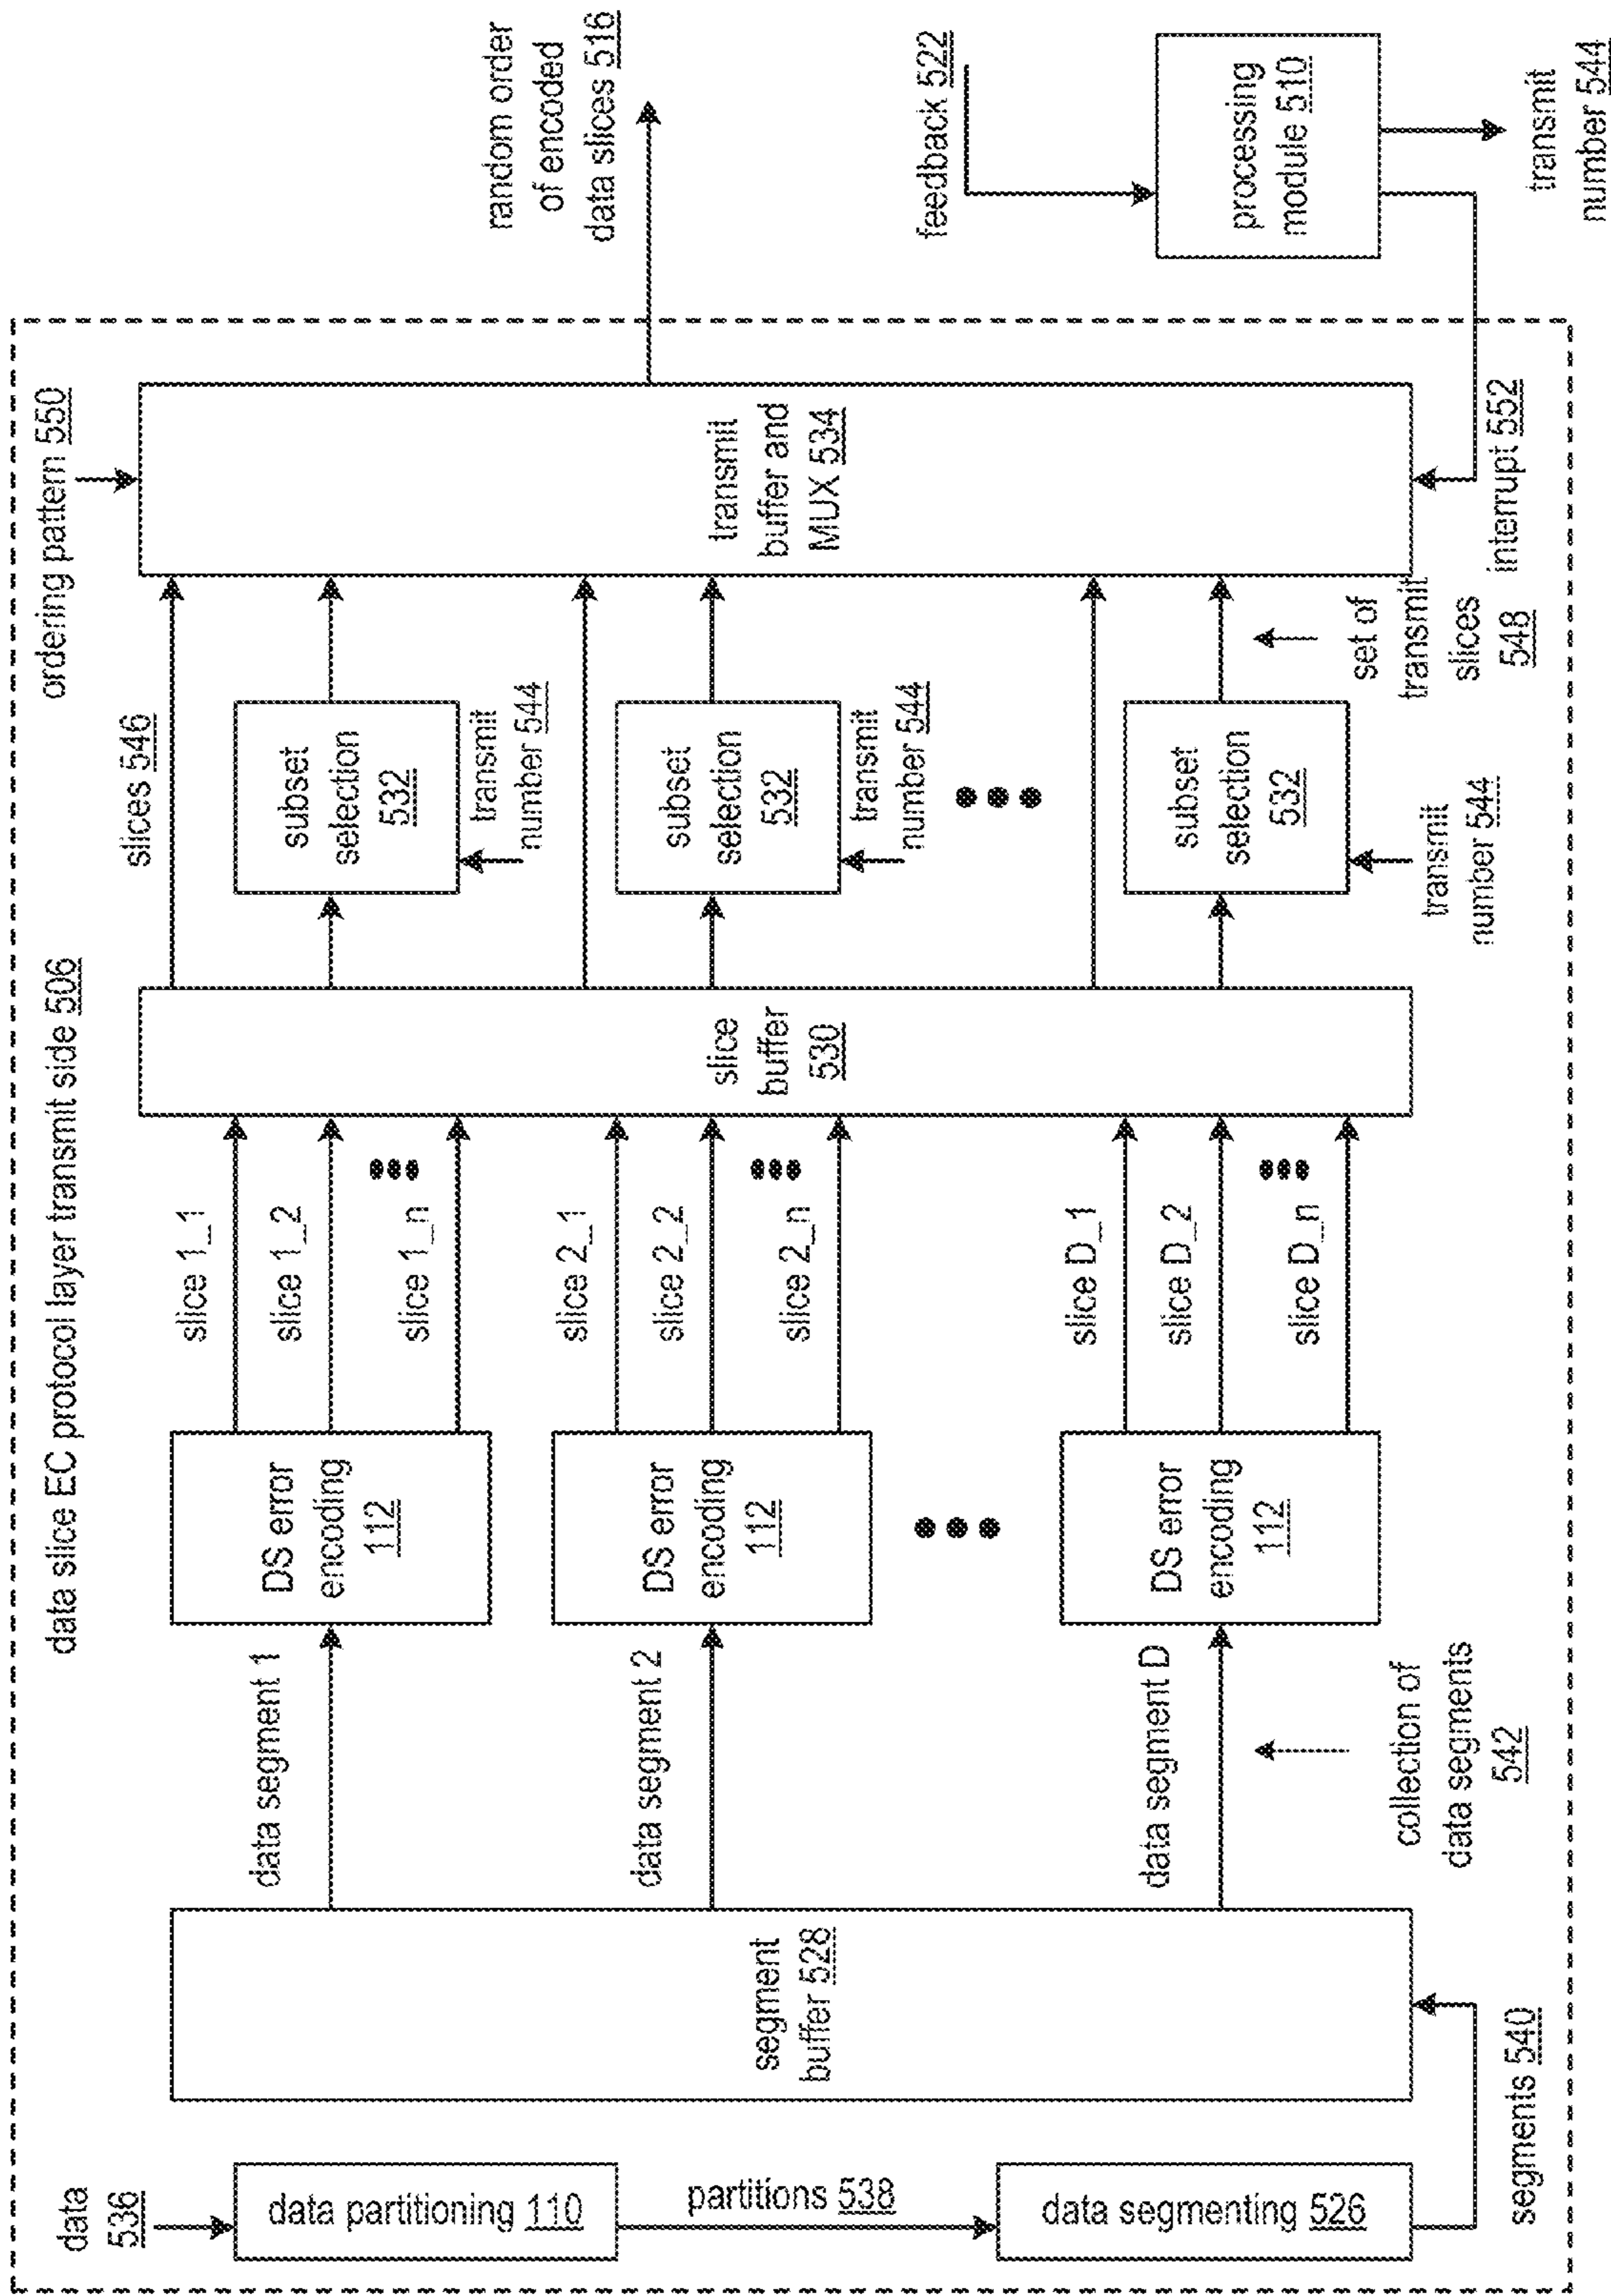 data slice EC protocol layer transmit side 506
data
536
data partitioning 110
partitions 538
data segmenting 526
segments 540
segment
buffer 528
data segment 1
data segment 2
data segment D
collection of
data segments
542
DS error
encoding
112
DS error
encoding
112
DS error
encoding
112
slice 1_1
slice 1_2
slice 1_n
slice 2_1
slice 2_2
slice 2_n
slice D_1
slice D_2
slice D_n
slice
buffer
530
slices 546
subset
selection
532
transmit
number 544
subset
selection
532
transmit
number 544
subset
selection
532
transmit
number 544
set of
transmit
slices
548
ordering pattern 550
transmit
buffer and
MUX 534
interrupt 552
random order
of encoded
data slices 516
feedback 522
processing
module 510
transmit
number 544